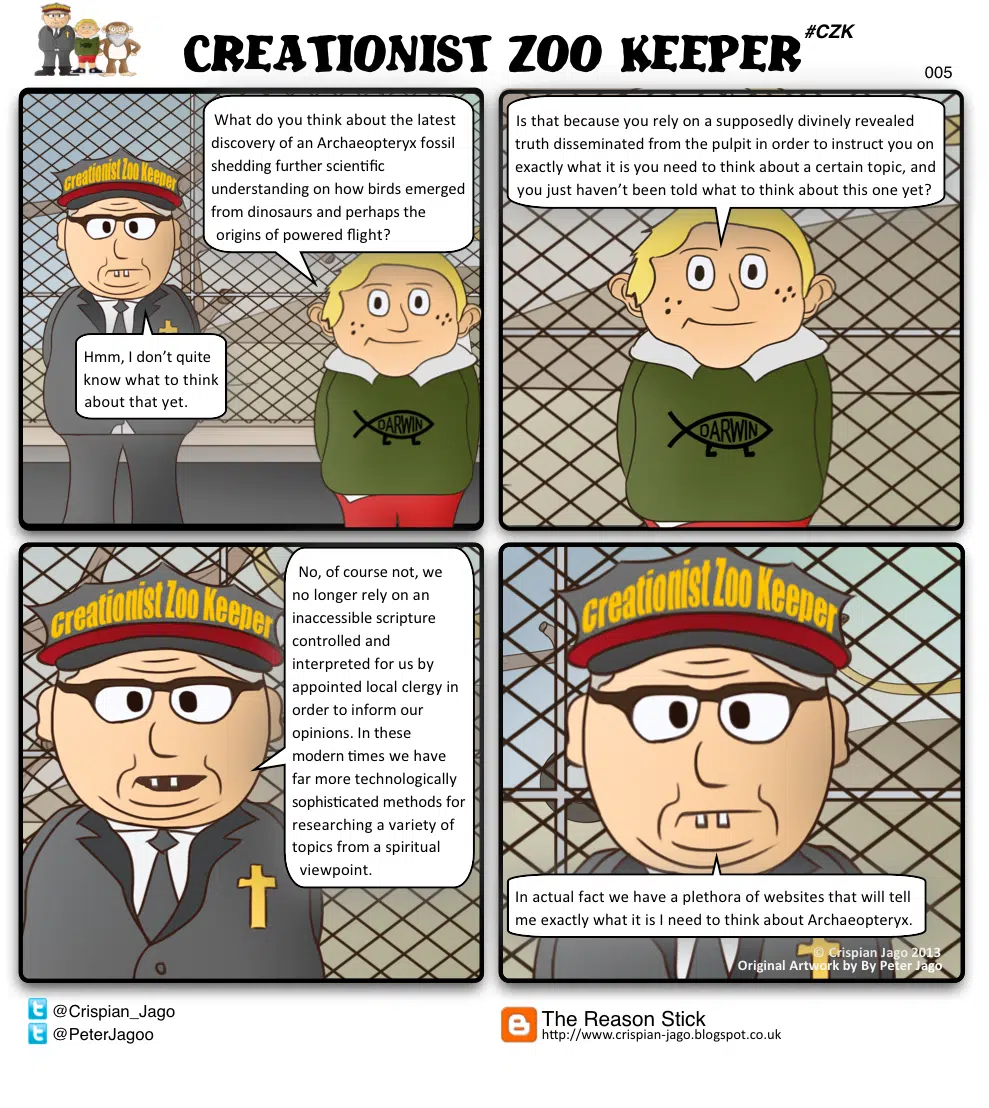 CREATIONIST ZOO KEEPER
#CZK
005
What do you think about the latest
discovery of an Archaeopteryx fossil
shedding further scientific
understanding on how birds emerged
from dinosaurs and perhaps the
origins of powered flight?
Creationist Zoo Keeper
Hmm, I don't quite
know what to think
about that yet.
DARWIN
Is that because you rely on a supposedly divinely revealed
truth disseminated from the pulpit in order to instruct you on
exactly what it is you need to think about a certain topic, and
you just haven't been told what to think about this one yet?
DARWIN
Creationist Zoo Keeper
No, of course not, we
no longer rely on an
inaccessible scripture
controlled and
interpreted for us by
appointed local clergy in
order to inform our
opinions. In these
modern times we have
far more technologically
sophisticated methods for
researching a variety of
topics from a spiritual
viewpoint.
Creationist Zoo Keeper
In actual fact we have a plethora of websites that will tell
me exactly what it is I need to think about Archaeopteryx.
© Crispian Jago 2013
Original Artwork by By Peter Jago
@Crispian_Jago
@PeterJagoo
The Reason Stick
http://www.crispian-jago.blogspot.co.uk